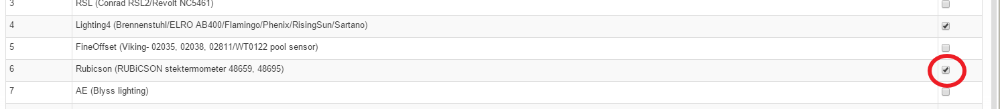 3 RSL (Conrad RSL2/Revolt NC5461)
4 Lighting4 (Brennenstuhl/ELRO AB400/Flamingo/Phenix/RisingSun/Sartano)
5 FineOffset (Viking- 02035, 02038, 02811/WT0122 pool sensor)
6 Rubicson (RUBiCSON stektermometer 48659, 48695)
7 AE (Blyss lighting)